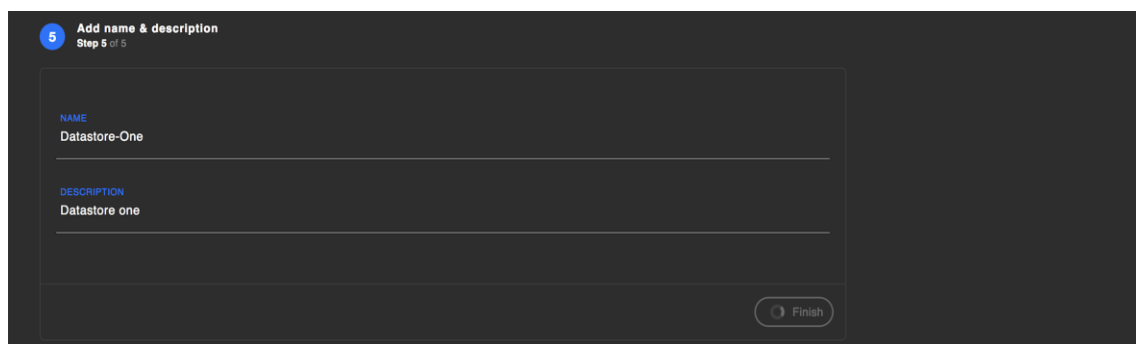 5
Add name & description
Step 5 of 5
NAME
Datastore-One
DESCRIPTION
Datastore one
Finish